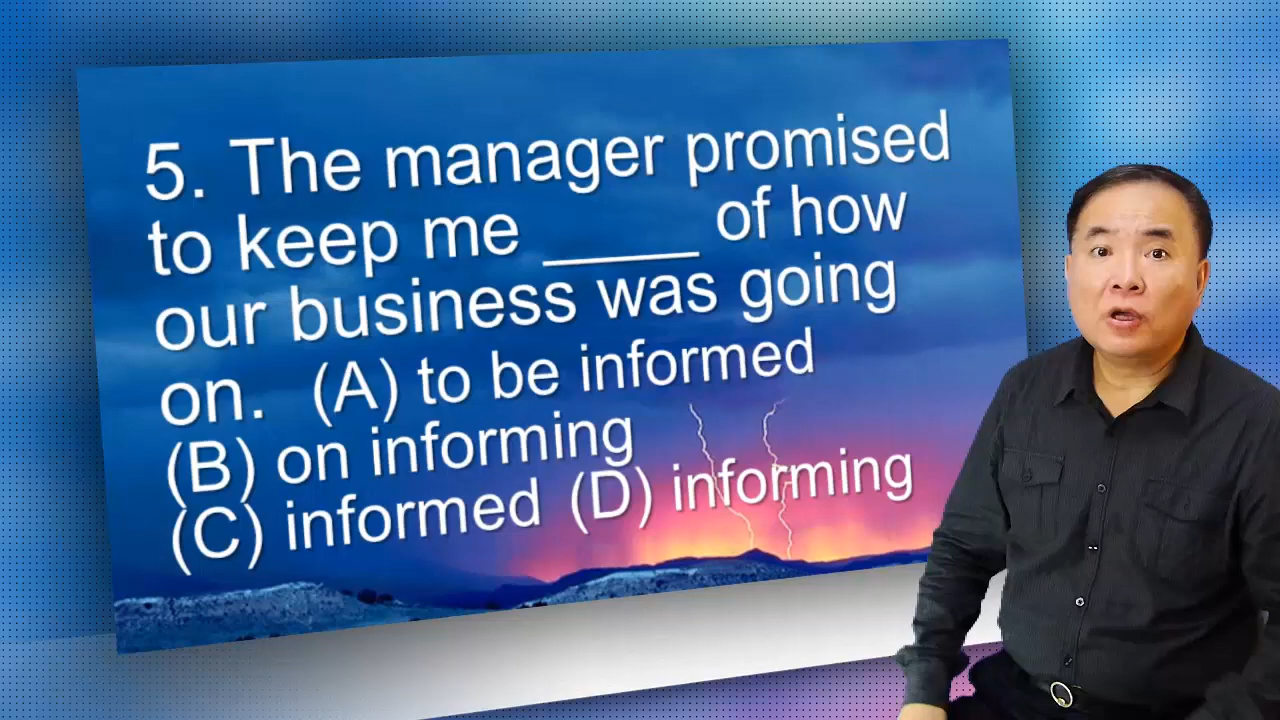 5. The manager promised
to keep me _____ of how
our business was going
on. (A) to be informed
(B) on informing
(C) informed (D) informing